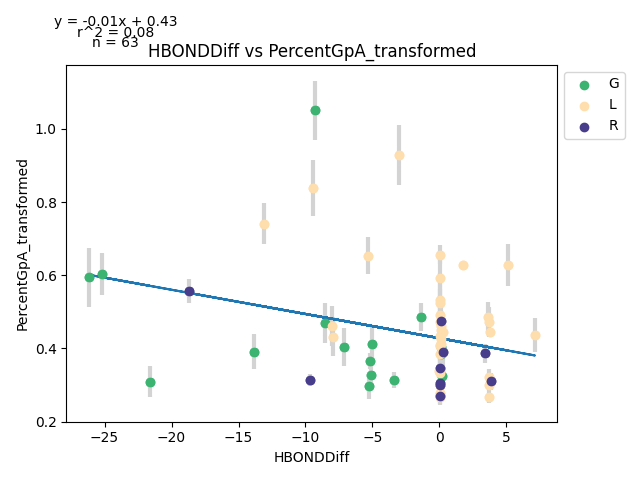 y = -0.01x + 0.43
r^2 = 0.08
n = 63
HBONDDiff vs PercentGpA_transformed
G
L
R
PercentGpA_transformed
1.0
0.8
0.6
0.4
0.2
−25
−20
−15
−10
−5
0
5
HBONDDiff